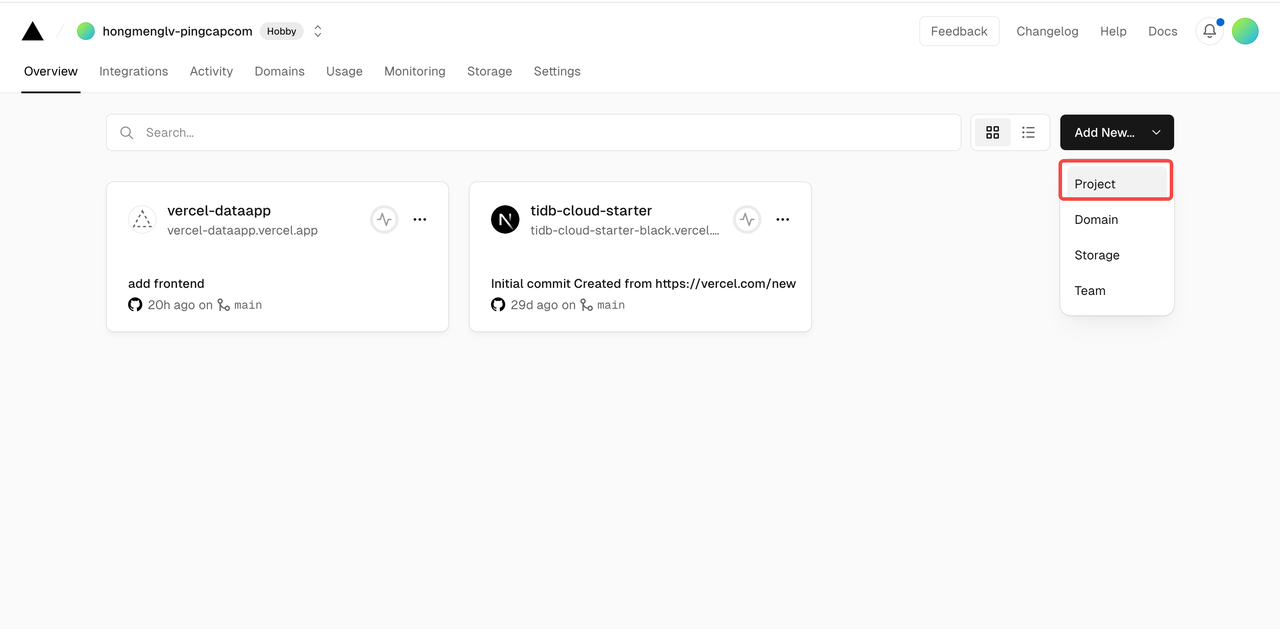 hongmenglv-pingcapcom Hobby
Feedback Changelog Help Docs
Overview Integrations Activity Domains Usage Monitoring Storage Settings
Search...
Add New...
Project
Domain
Storage
Team
vercel-dataapp
vercel-dataapp.vercel.app
add frontend
20h ago on main
N
tidb-cloud-starter
tidb-cloud-starter-black.vercel....
Initial commit Created from https://vercel.com/new
29d ago on main